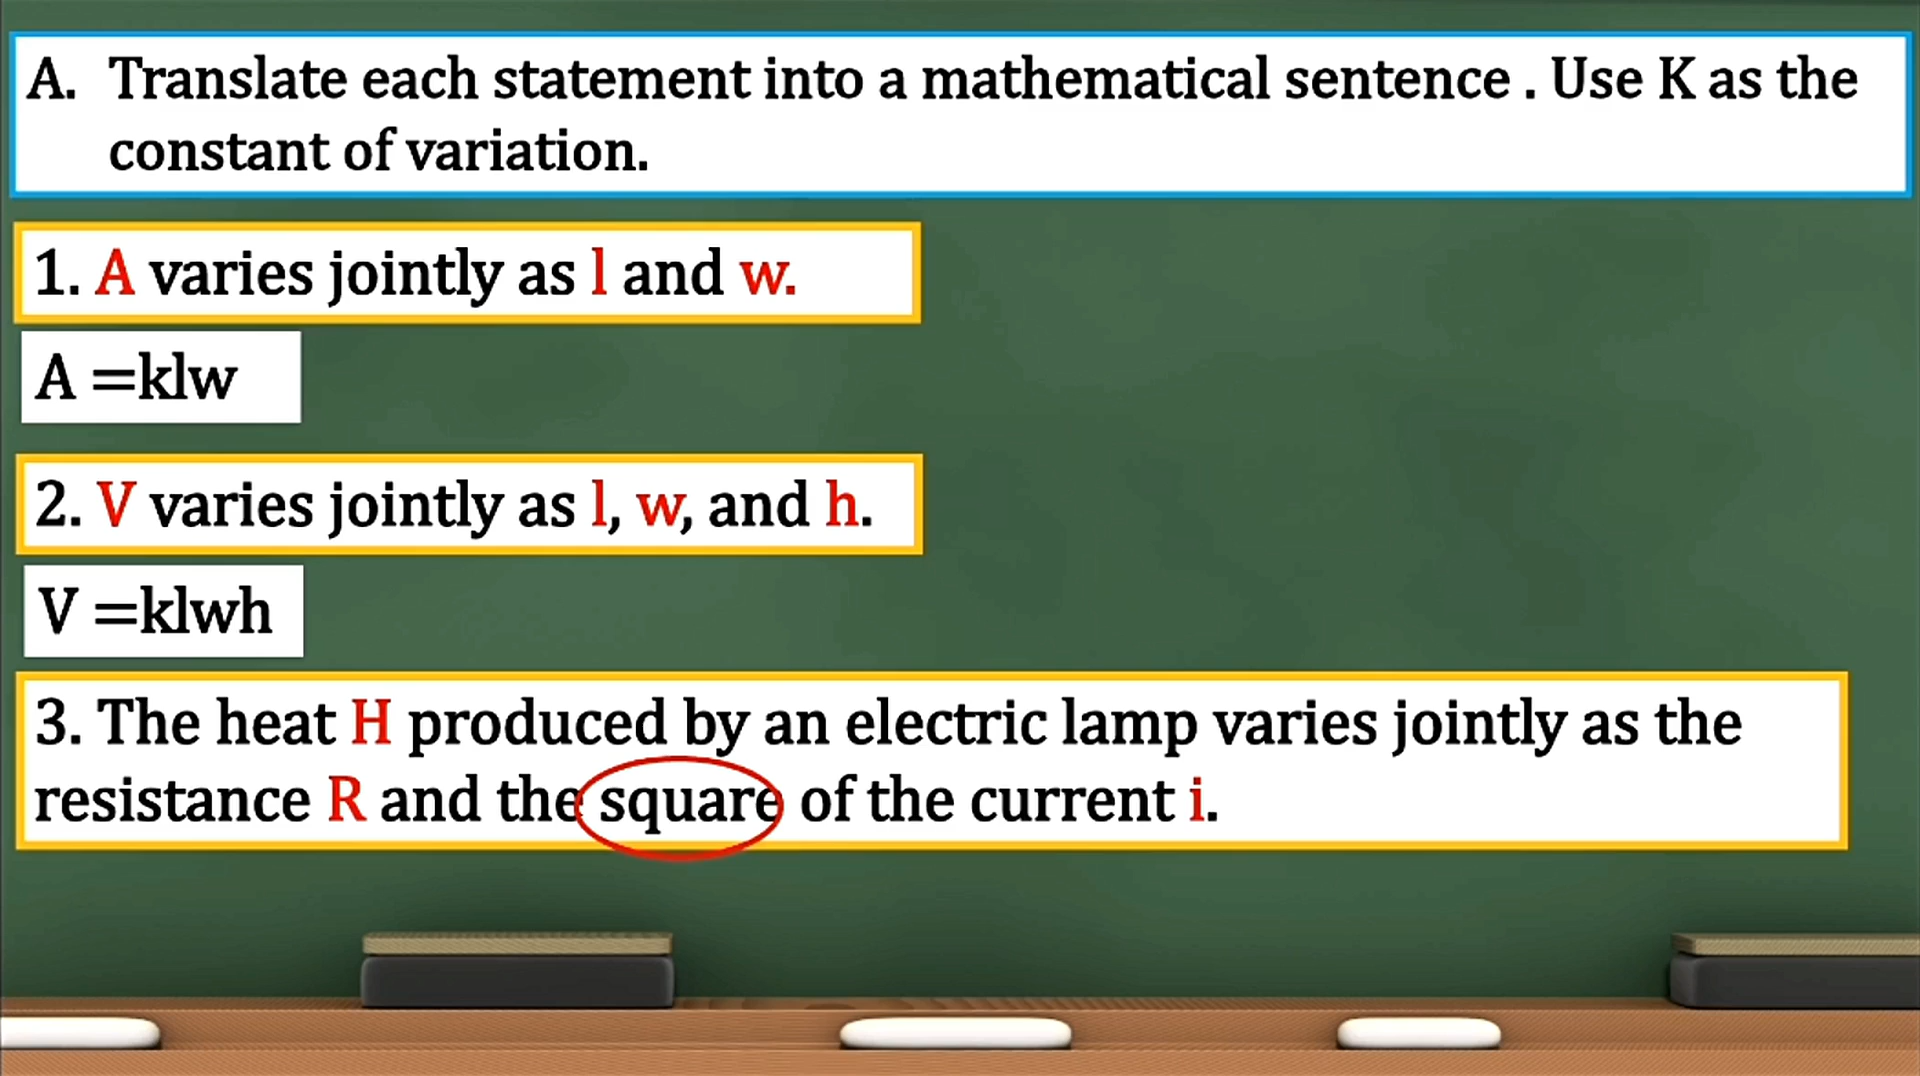 A. Translate each statement into a mathematical sentence . Use K as the
constant of variation.
1. A varies jointly as l and w.
A =klw
2. V varies jointly as l, w, and h.
V =klwh
3. The heat H produced by an electric lamp varies jointly as the
resistance R and the square of the current i.